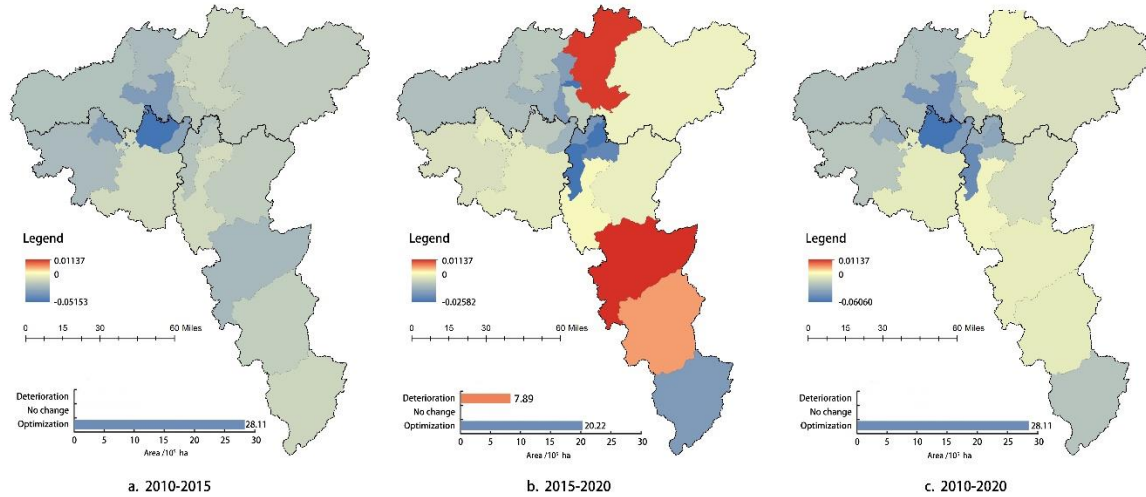 Legend
0.01137
0
-0.05153
0 15 30 60 Miles
Deterioration
No change
Optimization 28.11
0 5 10 15 20 25 30
Area /10⁵ ha
a. 2010-2015
Legend
0.01137
0
-0.02582
0 15 30 60 Miles
Deterioration 7.89
No change
Optimization 20.22
0 5 10 15 20 25 30
Area /10⁵ ha
b. 2015-2020
Legend
0.01137
0
-0.06060
0 15 30 60 Miles
Deterioration
No change
Optimization 28.11
0 5 10 15 20 25 30
Area /10⁵ ha
c. 2010-2020